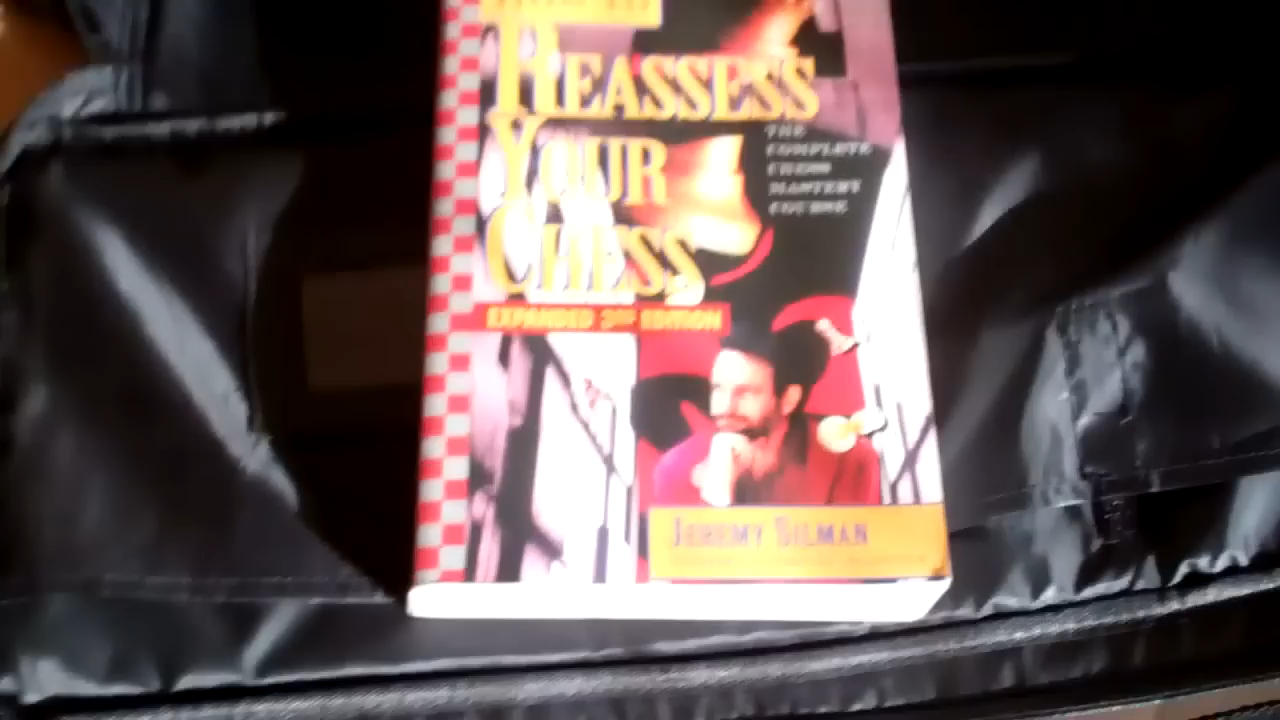 REASSESS
YOUR
CHESS
THE
COMPLETE
CHESS
MASTERY
COURSE
EXPANDED 3RD EDITION
JEREMY SILMAN